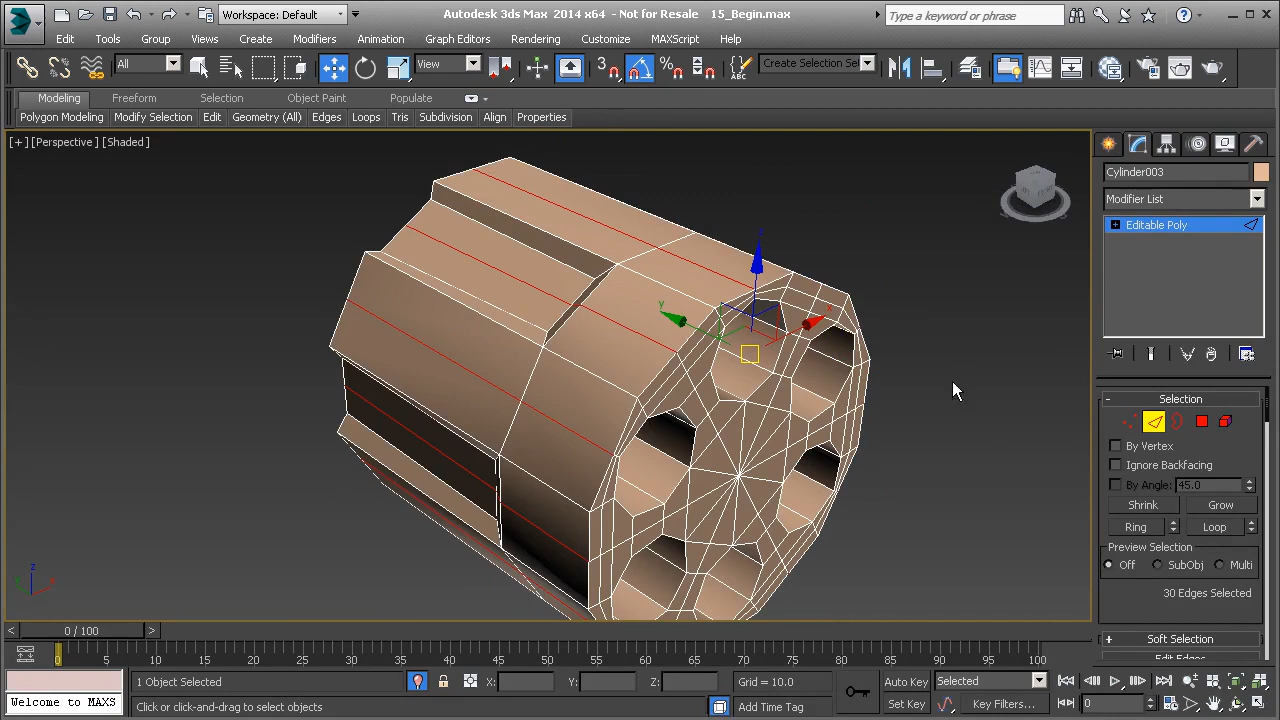 Workspace: Default
Autodesk 3ds Max 2014 x64 - Not for Resale 15_Begin.max
Type a keyword or phrase
Edit Tools Group Views Create Modifiers Animation Graph Editors Rendering Customize MAXScript Help
All
View
3
%
ABC
Create Selection Se
Modeling Freeform Selection Object Paint Populate
Polygon Modeling Modify Selection Edit Geometry (All) Edges Loops Tris Subdivision Align Properties
[+] [Perspective] [Shaded]
Cylinder003
Modifier List
Editable Poly
z
y
x
- Selection
By Vertex
Ignore Backfacing
By Angle: 45.0
Shrink Grow
Ring Loop
Preview Selection
Off SubObj Multi
30 Edges Selected
+ Soft Selection
z
< 0 / 100 >
0 5 10 15 20 25 30 35 40 45 50 55 60 65 70 75 80 85 90 95 100
1 Object Selected X: Y: Z: Grid = 10.0 Auto Key Selected
Welcome to MAXS Click or click-and-drag to select objects Add Time Tag Set Key Key Filters... 0